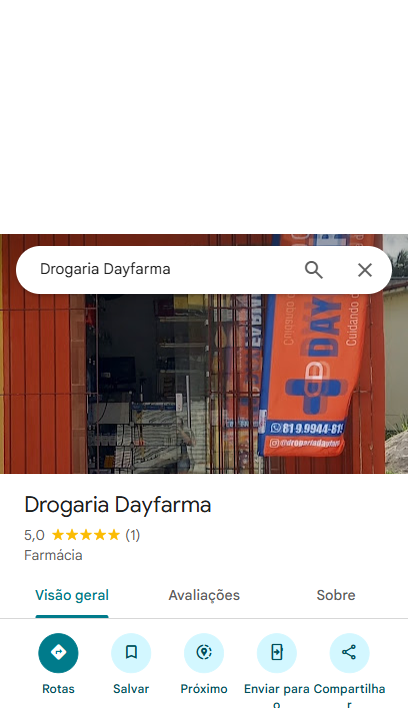 Drogaria Dayfarma
DAY
Cuidando
81 9.9944-81
@drogariadayfar
Drogaria Dayfarma
5,0 ★★★★★ (1)
Farmácia
Visão geral Avaliações Sobre
Rotas Salvar Próximo Enviar para o Compartilhar